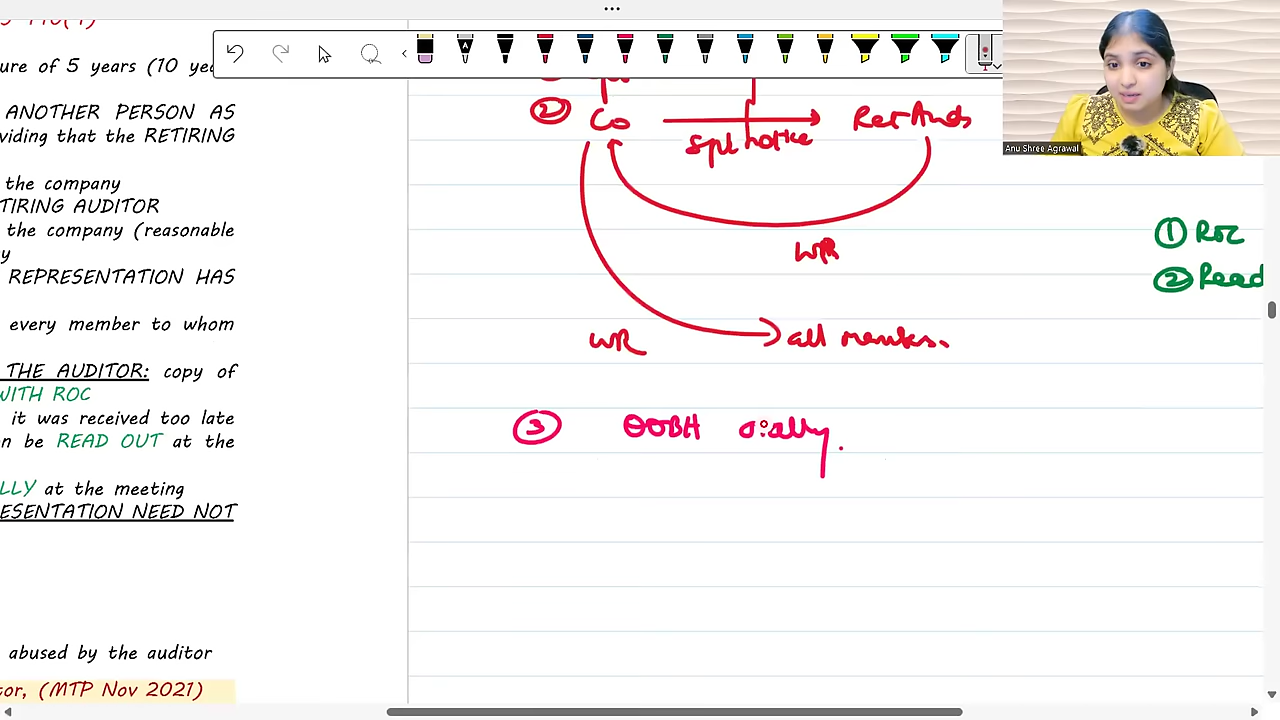 ure of 5 years (10 yea
ANOTHER PERSON AS
viding that the RETIRING
the company
TIRING AUDITOR
the company (reasonable
y
REPRESENTATION HAS
every member to whom
THE AUDITOR: copy of
WITH ROC
it was received too late
n be READ OUT at the
LLY at the meeting
ESENTATION NEED NOT
abused by the auditor
tor, (MTP Nov 2021)
② Co
Spl notice
Ret Auds
WR
WR
all members.
① ROC
② Read
③ OOBH orally.
Anu Shree Agrawal